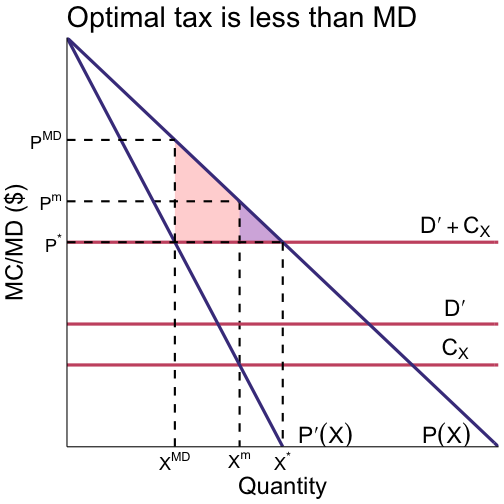 Optimal tax is less than MD
MC/MD ($)
P^MD
P^m
P^*
D′ + C_X
D′
C_X
P′(X)
P(X)
X^MD
X^m
X^*
Quantity